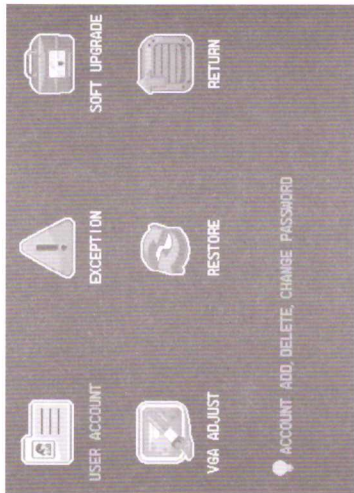 USER ACCOUNT
EXCEPTION
SOFT UPGRADE
VGA ADJUST
RESTORE
RETURN
ACCOUNT ADD, DELETE, CHANGE PASSWORD